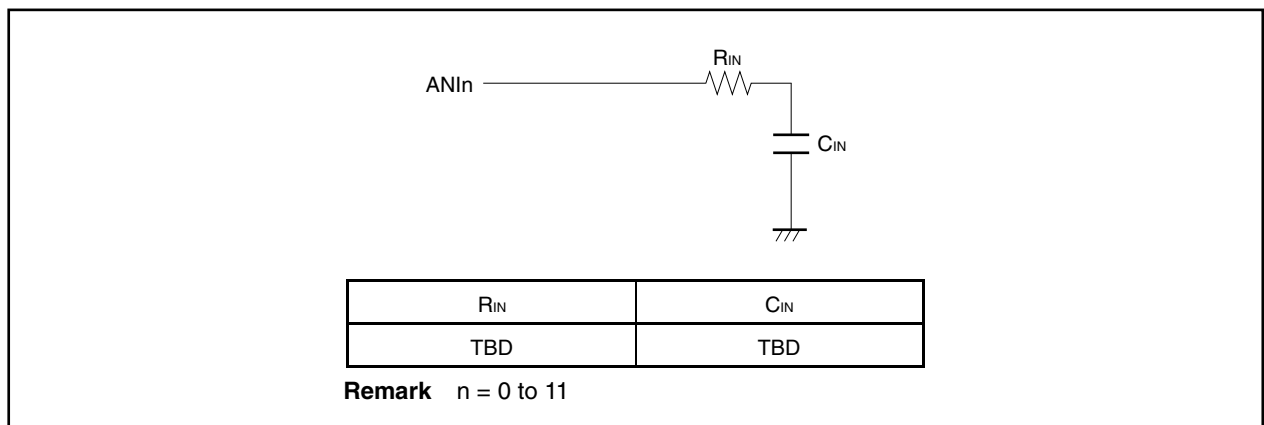 RIN
ANIn
CIN
RIN CIN
TBD TBD
Remark n = 0 to 11